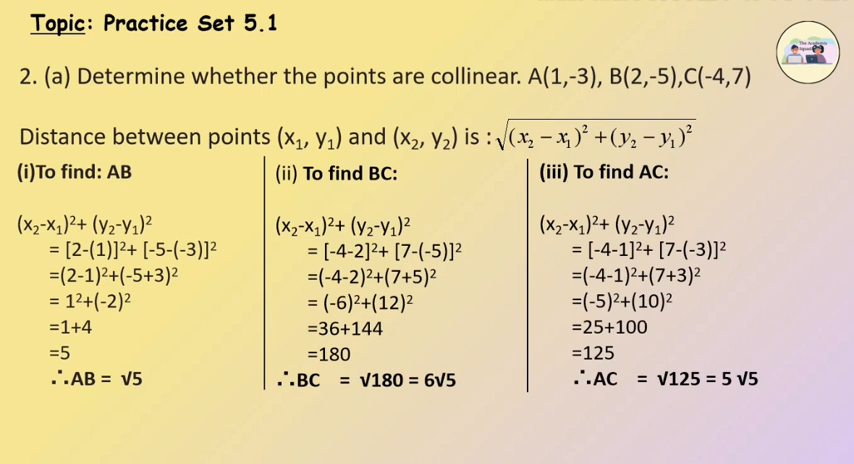 Topic: Practice Set 5.1
The Academic
Squad
2. (a) Determine whether the points are collinear. A(1,-3), B(2,-5),C(-4,7)
Distance between points (x₁, y₁) and (x₂, y₂) is : √(x₂ − x₁)² + (y₂ − y₁)²
(i)To find: AB
(x₂-x₁)²+ (y₂-y₁)²
= [2-(1)]²+ [-5-(-3)]²
=(2-1)²+(-5+3)²
= 1²+(-2)²
=1+4
=5
∴AB = √5
(ii) To find BC:
(x₂-x₁)²+ (y₂-y₁)²
= [-4-2]²+ [7-(-5)]²
=(-4-2)²+(7+5)²
= (-6)²+(12)²
=36+144
=180
∴BC = √180 = 6√5
(iii) To find AC:
(x₂-x₁)²+ (y₂-y₁)²
= [-4-1]²+ [7-(-3)]²
=(-4-1)²+(7+3)²
=(-5)²+(10)²
=25+100
=125
∴AC = √125 = 5 √5